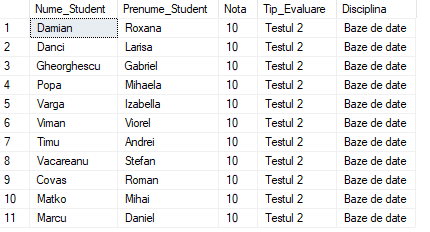 Nume_Student Prenume_Student Nota Tip_Evaluare Disciplina
1 Damian Roxana 10 Testul 2 Baze de date
2 Danci Larisa 10 Testul 2 Baze de date
3 Gheorghescu Gabriel 10 Testul 2 Baze de date
4 Popa Mihaela 10 Testul 2 Baze de date
5 Varga Izabella 10 Testul 2 Baze de date
6 Viman Viorel 10 Testul 2 Baze de date
7 Timu Andrei 10 Testul 2 Baze de date
8 Vacareanu Stefan 10 Testul 2 Baze de date
9 Covas Roman 10 Testul 2 Baze de date
10 Matko Mihai 10 Testul 2 Baze de date
11 Marcu Daniel 10 Testul 2 Baze de date